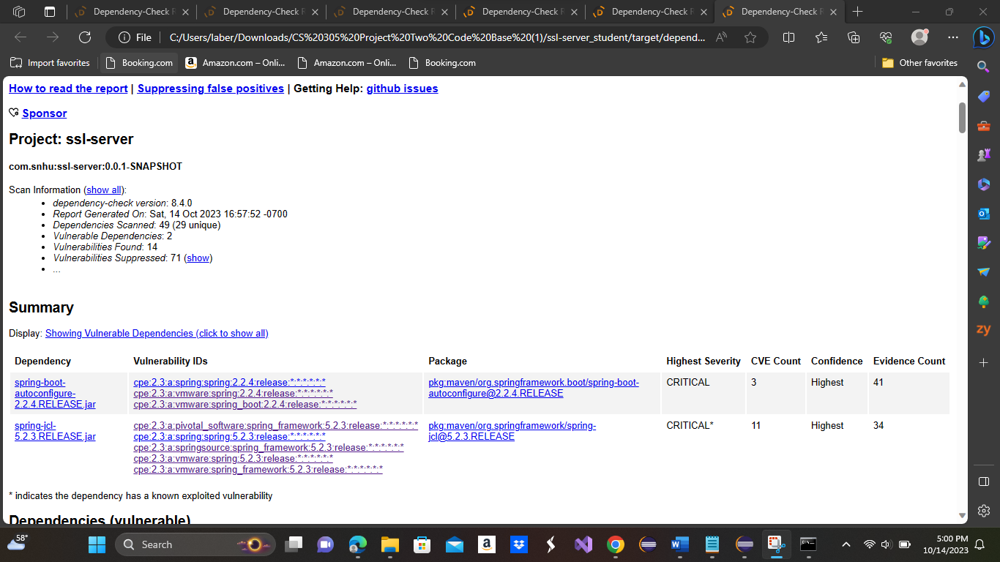 Dependency-Check R
Dependency-Check R
Dependency-Check R
Dependency-Check R
Dependency-Check R
Dependency-Check R
File
C:/Users/laber/Downloads/CS%20305%20Project%20Two%20Code%20Base%20(1)/ssl-server_student/target/depend...
Import favorites
Booking.com
Amazon.com – Onli...
Amazon.com – Onli...
Booking.com
Other favorites
How to read the report | Suppressing false positives | Getting Help: github issues
Sponsor
Project: ssl-server
com.snhu:ssl-server:0.0.1-SNAPSHOT
Scan Information (show all):
• dependency-check version: 8.4.0
• Report Generated On: Sat, 14 Oct 2023 16:57:52 -0700
• Dependencies Scanned: 49 (29 unique)
• Vulnerable Dependencies: 2
• Vulnerabilities Found: 14
• Vulnerabilities Suppressed: 71 (show)
• ...
Summary
Display: Showing Vulnerable Dependencies (click to show all)
Dependency Vulnerability IDs Package Highest Severity CVE Count Confidence Evidence Count
spring-boot-
autoconfigure-
2.2.4.RELEASE.jar
cpe:2.3:a:spring:spring:2.2.4:release:*:*:*:*:*:*
cpe:2.3:a:vmware:spring:2.2.4:release:*:*:*:*:*:*
cpe:2.3:a:vmware:spring_boot:2.2.4:release:*:*:*:*:*:*
pkg:maven/org.springframework.boot/spring-boot-
autoconfigure@2.2.4.RELEASE
CRITICAL
3
Highest
41
spring-jcl-
5.2.3.RELEASE.jar
cpe:2.3:a:pivotal_software:spring_framework:5.2.3:release:*:*:*:*:*:*
cpe:2.3:a:spring:spring:5.2.3:release:*:*:*:*:*:*
cpe:2.3:a:springsource:spring_framework:5.2.3:release:*:*:*:*:*:*
cpe:2.3:a:vmware:spring:5.2.3:release:*:*:*:*:*:*
cpe:2.3:a:vmware:spring_framework:5.2.3:release:*:*:*:*:*:*
pkg:maven/org.springframework/spring-
jcl@5.2.3.RELEASE
CRITICAL*
11
Highest
34
* indicates the dependency has a known exploited vulnerability
Dependencies (vulnerable)
zy
58°
Search
5:00 PM
10/14/2023